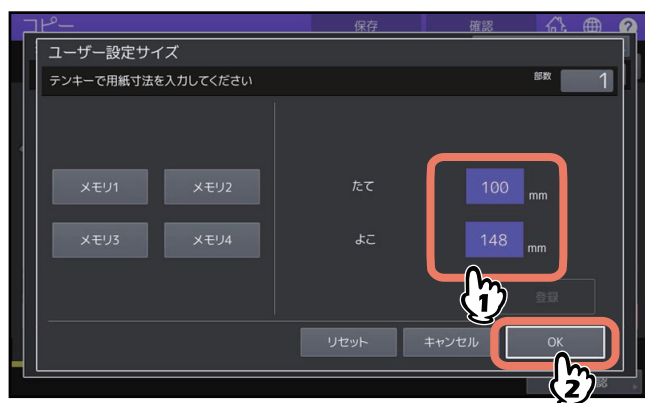 コピー 保存 確認 ?
ユーザー設定サイズ
テンキーで用紙寸法を入力してください 部数 1
メモリ1 メモリ2 たて 100 mm
メモリ3 メモリ4 よこ 148 mm
1
登録
リセット キャンセル OK
2
認